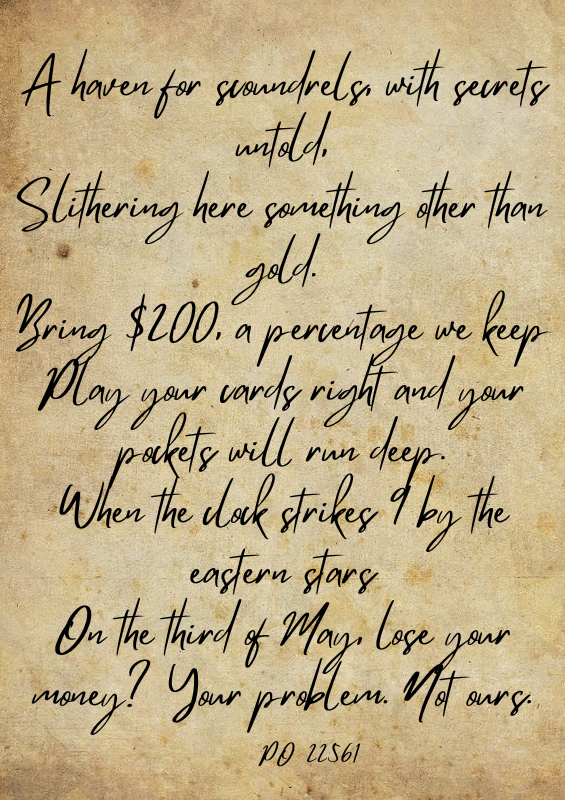 A haven for scoundrels, with secrets
untold,
Slithering here something other than
gold.
Bring $200, a percentage we keep
Play your cards right and your
pockets will run deep.
When the clock strikes 9 by the
eastern stars
On the third of May, lose your
money? Your problem. Not ours.
PO 22561